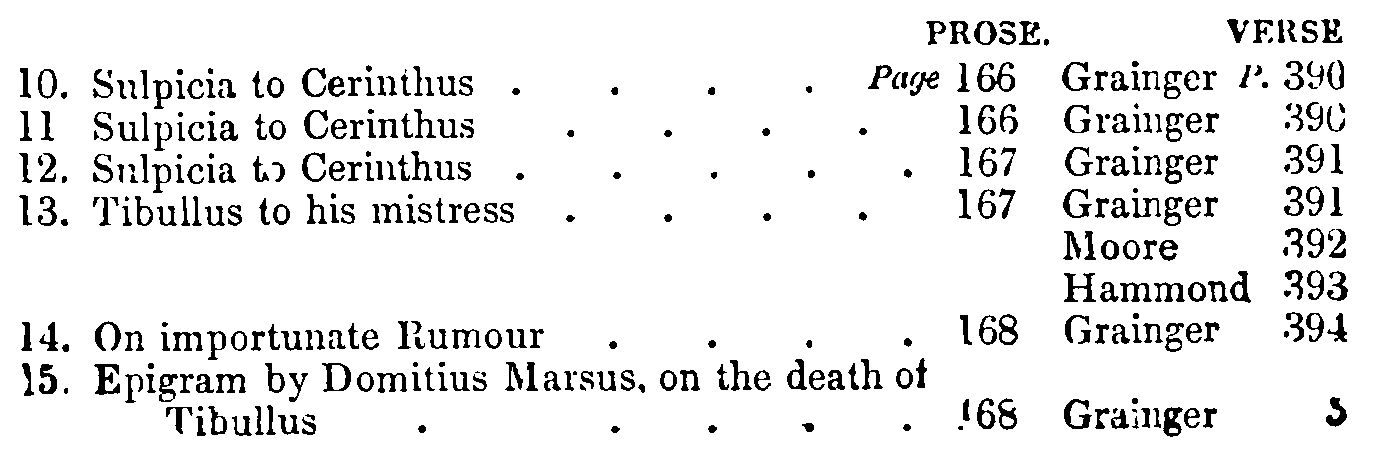 PROSE. VERSE
10. Sulpicia to Cerinthus . . . . Page 166 Grainger P. 390
11 Sulpicia to Cerinthus . . . . 166 Grainger 390
12. Sulpicia to Cerinthus . . . . . 167 Grainger 391
13. Tibullus to his mistress . . . . 167 Grainger 391
Moore 392
Hammond 393
14. On importunate Rumour . . . . 168 Grainger 394
15. Epigram by Domitius Marsus, on the death of
Tibullus . . . . . 168 Grainger